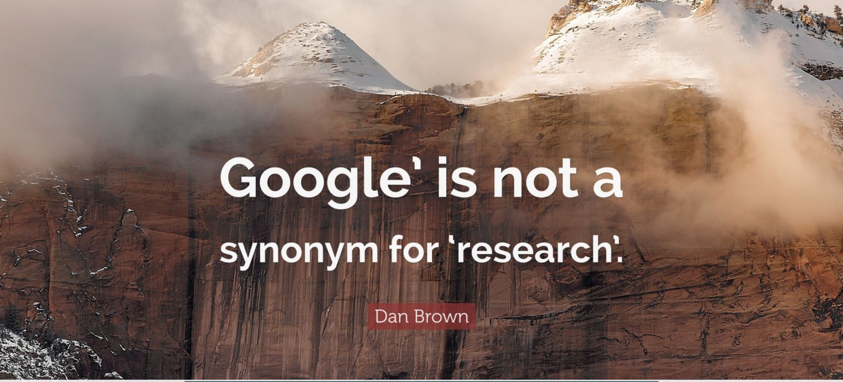 Google’ is not a
synonym for ‘research’.
Dan Brown